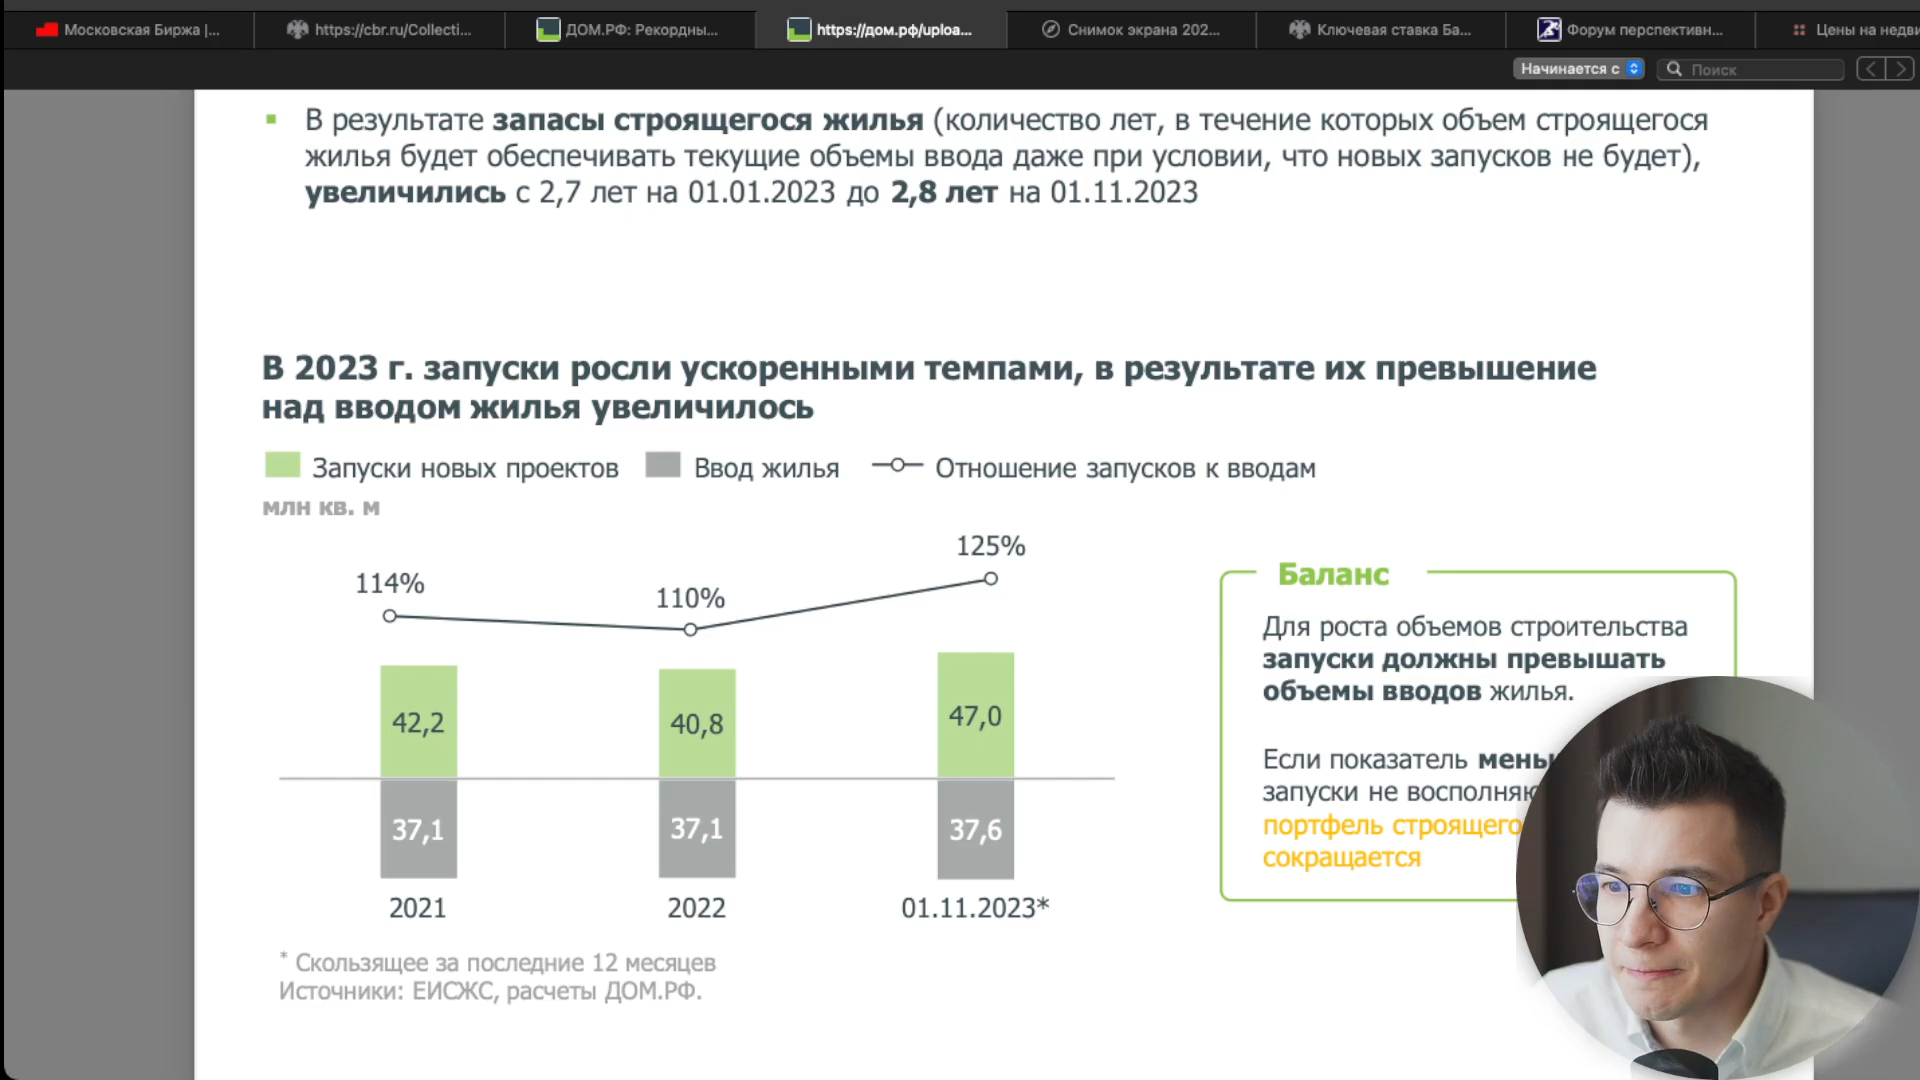 Московская Биржа |...
https://cbr.ru/Collecti...
ДОМ.РФ: Рекордны...
https://дом.рф/uploa...
Снимок экрана 202...
Ключевая ставка Ба...
Форум перспективн...
Цены на недви
Начинается с
Поиск
В результате запасы строящегося жилья (количество лет, в течение которых объем строящегося
жилья будет обеспечивать текущие объемы ввода даже при условии, что новых запусков не будет),
увеличились с 2,7 лет на 01.01.2023 до 2,8 лет на 01.11.2023
В 2023 г. запуски росли ускоренными темпами, в результате их превышение
над вводом жилья увеличилось
Запуски новых проектов
Ввод жилья
Отношение запусков к вводам
млн кв. м
114%
110%
125%
42,2
40,8
47,0
37,1
37,1
37,6
2021
2022
01.11.2023*
* Скользящее за последние 12 месяцев
Источники: ЕИСЖС, расчеты ДОМ.РФ.
Баланс
Для роста объемов строительства
запуски должны превышать
объемы вводов жилья.
Если показатель
запуски не
портфель
сокращается